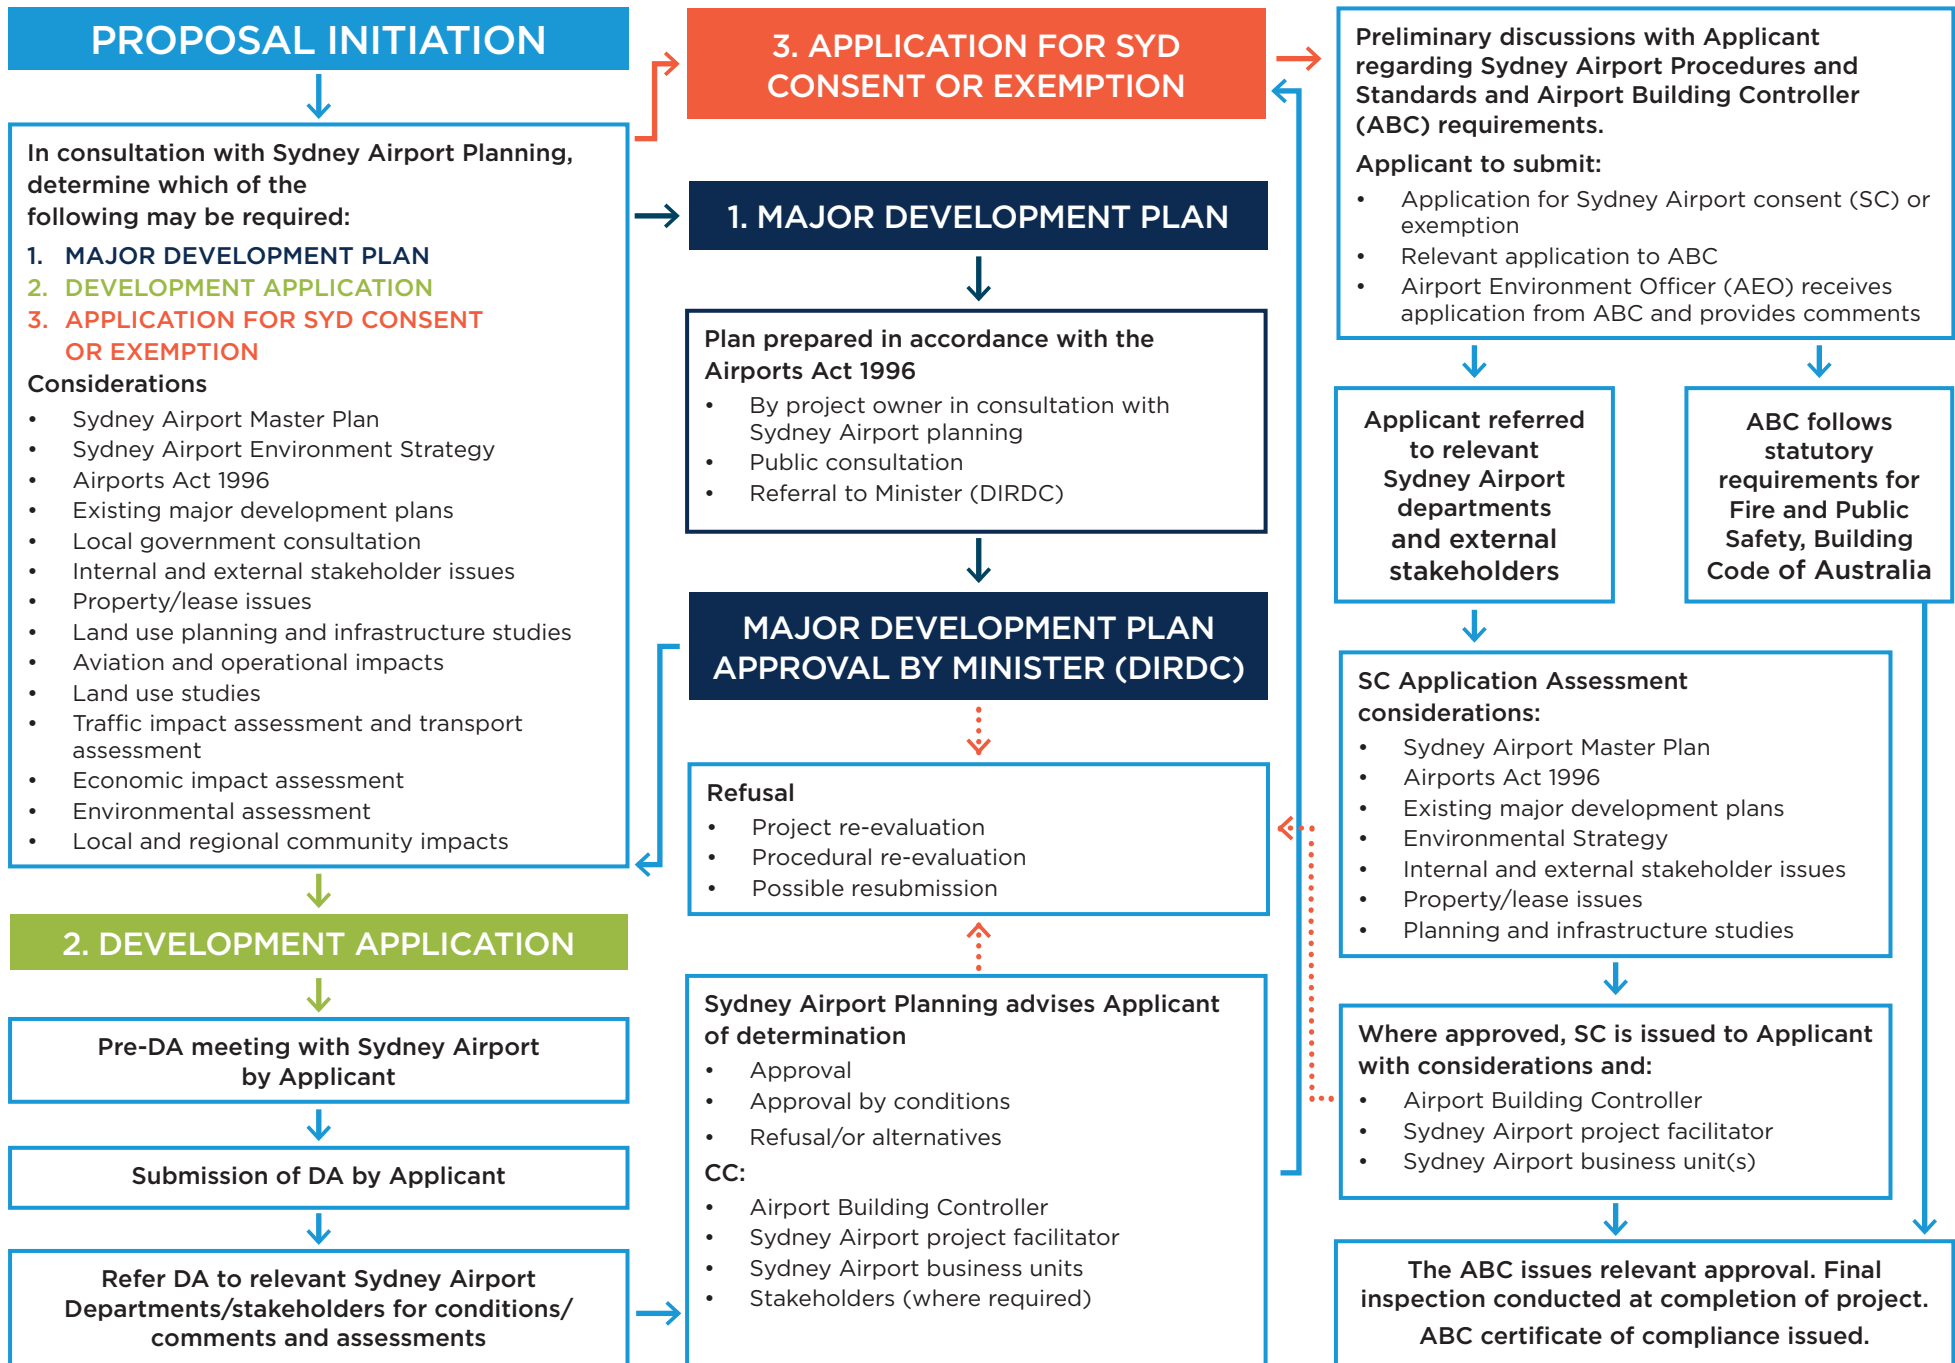 PROPOSAL INITIATION
In consultation with Sydney Airport Planning,
determine which of the
following may be required:
1. MAJOR DEVELOPMENT PLAN
2. DEVELOPMENT APPLICATION
3. APPLICATION FOR SYD CONSENT
OR EXEMPTION
Considerations
• Sydney Airport Master Plan
• Sydney Airport Environment Strategy
• Airports Act 1996
• Existing major development plans
• Local government consultation
• Internal and external stakeholder issues
• Property/lease issues
• Land use planning and infrastructure studies
• Aviation and operational impacts
• Land use studies
• Traffic impact assessment and transport
assessment
• Economic impact assessment
• Environmental assessment
• Local and regional community impacts
2. DEVELOPMENT APPLICATION
Pre-DA meeting with Sydney Airport
by Applicant
Submission of DA by Applicant
Refer DA to relevant Sydney Airport
Departments/stakeholders for conditions/
comments and assessments
3. APPLICATION FOR SYD
CONSENT OR EXEMPTION
1. MAJOR DEVELOPMENT PLAN
Plan prepared in accordance with the
Airports Act 1996
• By project owner in consultation with
Sydney Airport planning
• Public consultation
• Referral to Minister (DIRDC)
MAJOR DEVELOPMENT PLAN
APPROVAL BY MINISTER (DIRDC)
Refusal
• Project re-evaluation
• Procedural re-evaluation
• Possible resubmission
Sydney Airport Planning advises Applicant
of determination
• Approval
• Approval by conditions
• Refusal/or alternatives
CC:
• Airport Building Controller
• Sydney Airport project facilitator
• Sydney Airport business units
• Stakeholders (where required)
Preliminary discussions with Applicant
regarding Sydney Airport Procedures and
Standards and Airport Building Controller
(ABC) requirements.
Applicant to submit:
• Application for Sydney Airport consent (SC) or
exemption
• Relevant application to ABC
• Airport Environment Officer (AEO) receives
application from ABC and provides comments
Applicant referred
to relevant
Sydney Airport
departments
and external
stakeholders
ABC follows
statutory
requirements for
Fire and Public
Safety, Building
Code of Australia
SC Application Assessment
considerations:
• Sydney Airport Master Plan
• Airports Act 1996
• Existing major development plans
• Environmental Strategy
• Internal and external stakeholder issues
• Property/lease issues
• Planning and infrastructure studies
Where approved, SC is issued to Applicant
with considerations and:
• Airport Building Controller
• Sydney Airport project facilitator
• Sydney Airport business unit(s)
The ABC issues relevant approval. Final
inspection conducted at completion of project.
ABC certificate of compliance issued.